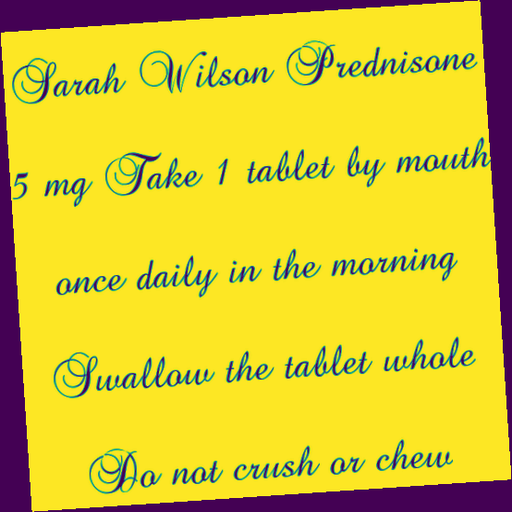 Sarah Wilson Prednisone
5 mg Take 1 tablet by mouth
once daily in the morning
Swallow the tablet whole
Do not crush or chew